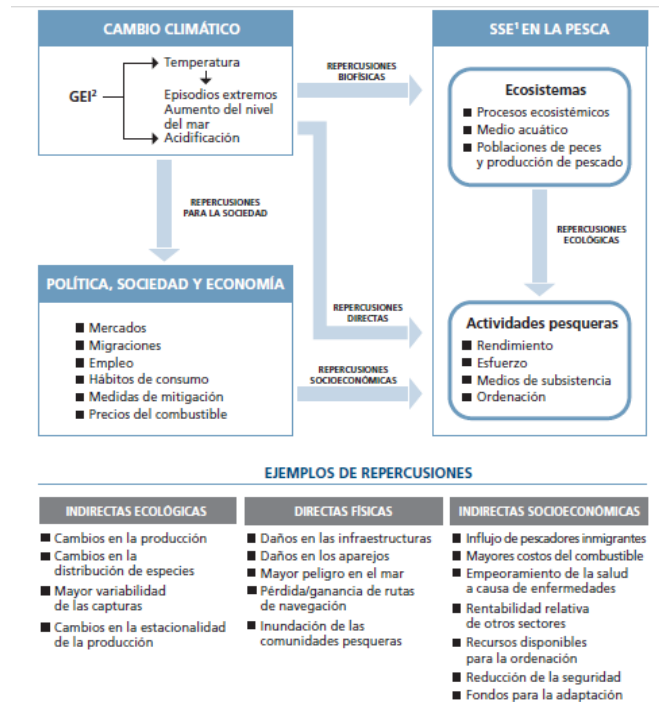 CAMBIO CLIMÁTICO
GEI²
Temperatura
Episodios extremos
Aumento del nivel
del mar
Acidificación
REPERCUSIONES
BIOFÍSICAS
SSE¹ EN LA PESCA
Ecosistemas
■ Procesos ecosistémicos
■ Medio acuático
■ Poblaciones de peces
y producción de pescado
REPERCUSIONES
PARA LA SOCIEDAD
REPERCUSIONES
ECOLÓGICAS
POLÍTICA, SOCIEDAD Y ECONOMÍA
■ Mercados
■ Migraciones
■ Empleo
■ Hábitos de consumo
■ Medidas de mitigación
■ Precios del combustible
REPERCUSIONES
DIRECTAS
REPERCUSIONES
SOCIOECONÓMICAS
Actividades pesqueras
■ Rendimiento
■ Esfuerzo
■ Medios de subsistencia
■ Ordenación
EJEMPLOS DE REPERCUSIONES
INDIRECTAS ECOLÓGICAS
■ Cambios en la producción
■ Cambios en la
distribución de especies
■ Mayor variabilidad
de las capturas
■ Cambios en la estacionalidad
de la producción
DIRECTAS FÍSICAS
■ Daños en las infraestructuras
■ Daños en los aparejos
■ Mayor peligro en el mar
■ Pérdida/ganancia de rutas
de navegación
■ Inundación de las
comunidades pesqueras
INDIRECTAS SOCIOECONÓMICAS
■ Influjo de pescadores inmigrantes
■ Mayores costos del combustible
■ Empeoramiento de la salud
a causa de enfermedades
■ Rentabilidad relativa
de otros sectores
■ Recursos disponibles
para la ordenación
■ Reducción de la seguridad
■ Fondos para la adaptación